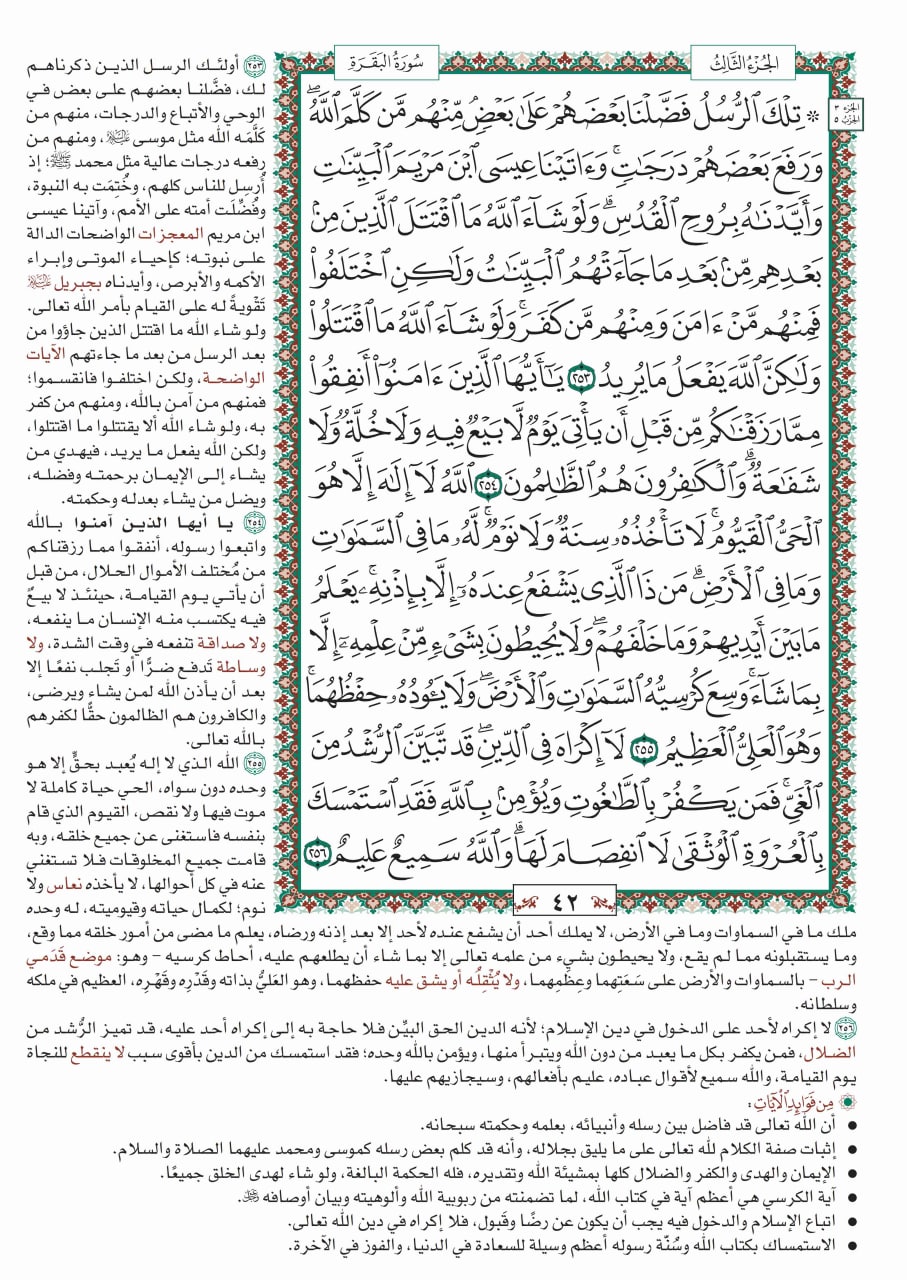 الجزء الثالث
سورة البقرة
الجزء ٣
الحزب ٥
* تِلْكَ ٱلرُّسُلُ فَضَّلْنَا بَعْضَهُمْ عَلَىٰ بَعْضٖۘ مِّنْهُم مَّن كَلَّمَ ٱللَّهُۖ
وَرَفَعَ بَعْضَهُمْ دَرَجَٰتٖۚ وَءَاتَيْنَا عِيسَى ٱبْنَ مَرْيَمَ ٱلْبَيِّنَٰتِ
وَأَيَّدْنَٰهُ بِرُوحِ ٱلْقُدُسِۗ وَلَوْ شَآءَ ٱللَّهُ مَا ٱقْتَتَلَ ٱلَّذِينَ مِنۢ
بَعْدِهِم مِّنۢ بَعْدِ مَا جَآءَتْهُمُ ٱلْبَيِّنَٰتُ وَلَٰكِنِ ٱخْتَلَفُواْ
فَمِنْهُم مَّنْ ءَامَنَ وَمِنْهُم مَّن كَفَرَۚ وَلَوْ شَآءَ ٱللَّهُ مَا ٱقْتَتَلُواْ
وَلَٰكِنَّ ٱللَّهَ يَفْعَلُ مَا يُرِيدُ ٢٥٣ يَٰٓأَيُّهَا ٱلَّذِينَ ءَامَنُوٓاْ أَنفِقُواْ
مِمَّا رَزَقْنَٰكُم مِّن قَبْلِ أَن يَأْتِيَ يَوْمٞ لَّا بَيْعٞ فِيهِ وَلَا خُلَّةٞ وَلَا
شَفَٰعَةٞۗ وَٱلْكَٰفِرُونَ هُمُ ٱلظَّٰلِمُونَ ٢٥٤ ٱللَّهُ لَآ إِلَٰهَ إِلَّا هُوَ
ٱلْحَيُّ ٱلْقَيُّومُۚ لَا تَأْخُذُهُۥ سِنَةٞ وَلَا نَوْمٞۚ لَّهُۥ مَا فِي ٱلسَّمَٰوَٰتِ
وَمَا فِي ٱلْأَرْضِۗ مَن ذَا ٱلَّذِي يَشْفَعُ عِندَهُۥٓ إِلَّا بِإِذْنِهِۦۚ يَعْلَمُ
مَا بَيْنَ أَيْدِيهِمْ وَمَا خَلْفَهُمْۖ وَلَا يُحِيطُونَ بِشَيْءٖ مِّنْ عِلْمِهِۦٓ إِلَّا
بِمَا شَآءَۚ وَسِعَ كُرْسِيُّهُ ٱلسَّمَٰوَٰتِ وَٱلْأَرْضَۖ وَلَا يَـُٔودُهُۥ حِفْظُهُمَاۚ
وَهُوَ ٱلْعَلِيُّ ٱلْعَظِيمُ ٢٥٥ لَآ إِكْرَاهَ فِي ٱلدِّينِۖ قَد تَّبَيَّنَ ٱلرُّشْدُ مِنَ
ٱلْغَيِّۚ فَمَن يَكْفُرْ بِٱلطَّٰغُوتِ وَيُؤْمِنۢ بِٱللَّهِ فَقَدِ ٱسْتَمْسَكَ
بِٱلْعُرْوَةِ ٱلْوُثْقَىٰ لَا ٱنفِصَامَ لَهَاۗ وَٱللَّهُ سَمِيعٌ عَلِيمٌ ٢٥٦
٤٢
٢٥٣ أولئك الرسل الذين ذكرناهم
لك، فضَّلنا بعضهم على بعض في
الوحي والأتباع والدرجات، منهم من
كلَّمه الله مثل موسى ﷺ، ومنهم من
رفعه درجات عالية مثل محمد ﷺ؛ إذ
أُرسِل للناس كلهم، وخُتِمَت به النبوة،
وفُضِّلَت أمته على الأمم، وآتينا عيسى
ابن مريم المعجزات الواضحات الدالة
على نبوته؛ كإحياء الموتى وإبراء
الأكمه والأبرص، وأيدناه بجبريل ﷺ
تَقْويةً له على القيام بأمر الله تعالى.
ولو شاء الله ما اقتتل الذين جاؤوا من
بعد الرسل من بعد ما جاءتهم الآيات
الواضحة، ولكن اختلفوا فانقسموا؛
فمنهم من آمن بالله، ومنهم من كفر
به، ولو شاء الله ألا يقتتلوا ما اقتتلوا،
ولكن الله يفعل ما يريد، فيهدي من
يشاء إلى الإيمان برحمته وفضله،
ويضل من يشاء بعدله وحكمته.
٢٥٤ يا أيها الذين آمنوا بالله
واتبعوا رسوله، أنفقوا مما رزقناكم
من مُختلف الأموال الحلال، من قبل
أن يأتي يوم القيامة، حينئذ لا بيعٌ
فيه يكتسب منه الإنسان ما ينفعه،
ولا صداقة تنفعه في وقت الشدة، ولا
وساطة تدفع ضرًّا أو تَجلب نفعًا إلا
بعد أن يأذن الله لمن يشاء ويرضى،
والكافرون هم الظالمون حقًّا لكفرهم
بالله تعالى.
٢٥٥ الله الذي لا إله يُعبد بحقٍّ إلا هو
وحده دون سواه، الحي حياة كاملة لا
موت فيها ولا نقص، القيوم الذي قام
بنفسه فاستغنى عن جميع خلقه، وبه
قامت جميع المخلوقات فلا تستغني
عنه في كل أحوالها، لا يأخذه نعاس ولا
نوم؛ لكمال حياته وقيوميته، له وحده
ملك ما في السماوات وما في الأرض، لا يملك أحد أن يشفع عنده لأحد إلا بعد إذنه ورضاه، يعلم ما مضى من أمور خلقه مما وقع،
وما يستقبلونه مما لم يقع، ولا يحيطون بشيء من علمه تعالى إلا بما شاء أن يطلعهم عليه، أحاط كرسيه – وهو: موضع قَدَمي
الرب – بالسماوات والأرض على سَعَتِهما وعِظَمِهما، ولا يُثْقِلُه أو يشق عليه حفظهما، وهو العَليُّ بذاته وقَدْرِه وقَهْرِه، العظيم في ملكه
وسلطانه.
٢٥٦ لا إكراه لأحد على الدخول في دين الإسلام؛ لأنه الدين الحق البيِّن فلا حاجة به إلى إكراه أحد عليه، قد تميز الرُّشد من
الضلال، فمن يكفر بكل ما يعبد من دون الله ويتبرأ منها، ويؤمن بالله وحده؛ فقد استمسك من الدين بأقوى سبب لا ينقطع للنجاة
يوم القيامة، والله سميع لأقوال عباده، عليم بأفعالهم، وسيجازيهم عليها.
من فوائد الآيات:
• أن الله تعالى قد فاضل بين رسله وأنبيائه، بعلمه وحكمته سبحانه.
• إثبات صفة الكلام لله تعالى على ما يليق بجلاله، وأنه قد كلم بعض رسله كموسى ومحمد عليهما الصلاة والسلام.
• الإيمان والهدى والكفر والضلال كلها بمشيئة الله وتقديره، فله الحكمة البالغة، ولو شاء لهدى الخلق جميعًا.
• آية الكرسي هي أعظم آية في كتاب الله، لما تضمنته من ربوبية الله وألوهيته وبيان أوصافه ﷻ.
• اتباع الإسلام والدخول فيه يجب أن يكون عن رضًا وقَبول، فلا إكراه في دين الله تعالى.
• الاستمساك بكتاب الله وسُنّة رسوله أعظم وسيلة للسعادة في الدنيا، والفوز في الآخرة.